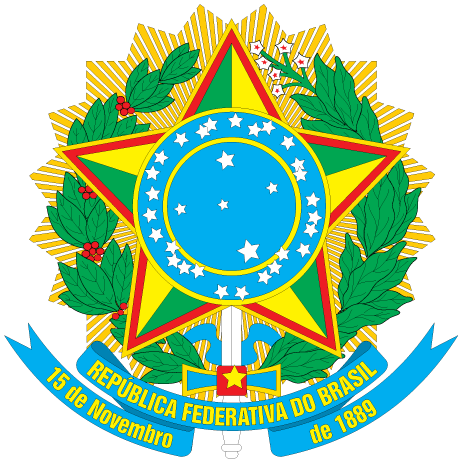 REPÚBLICA FEDERATIVA DO BRASIL
15 de Novembro
de 1889